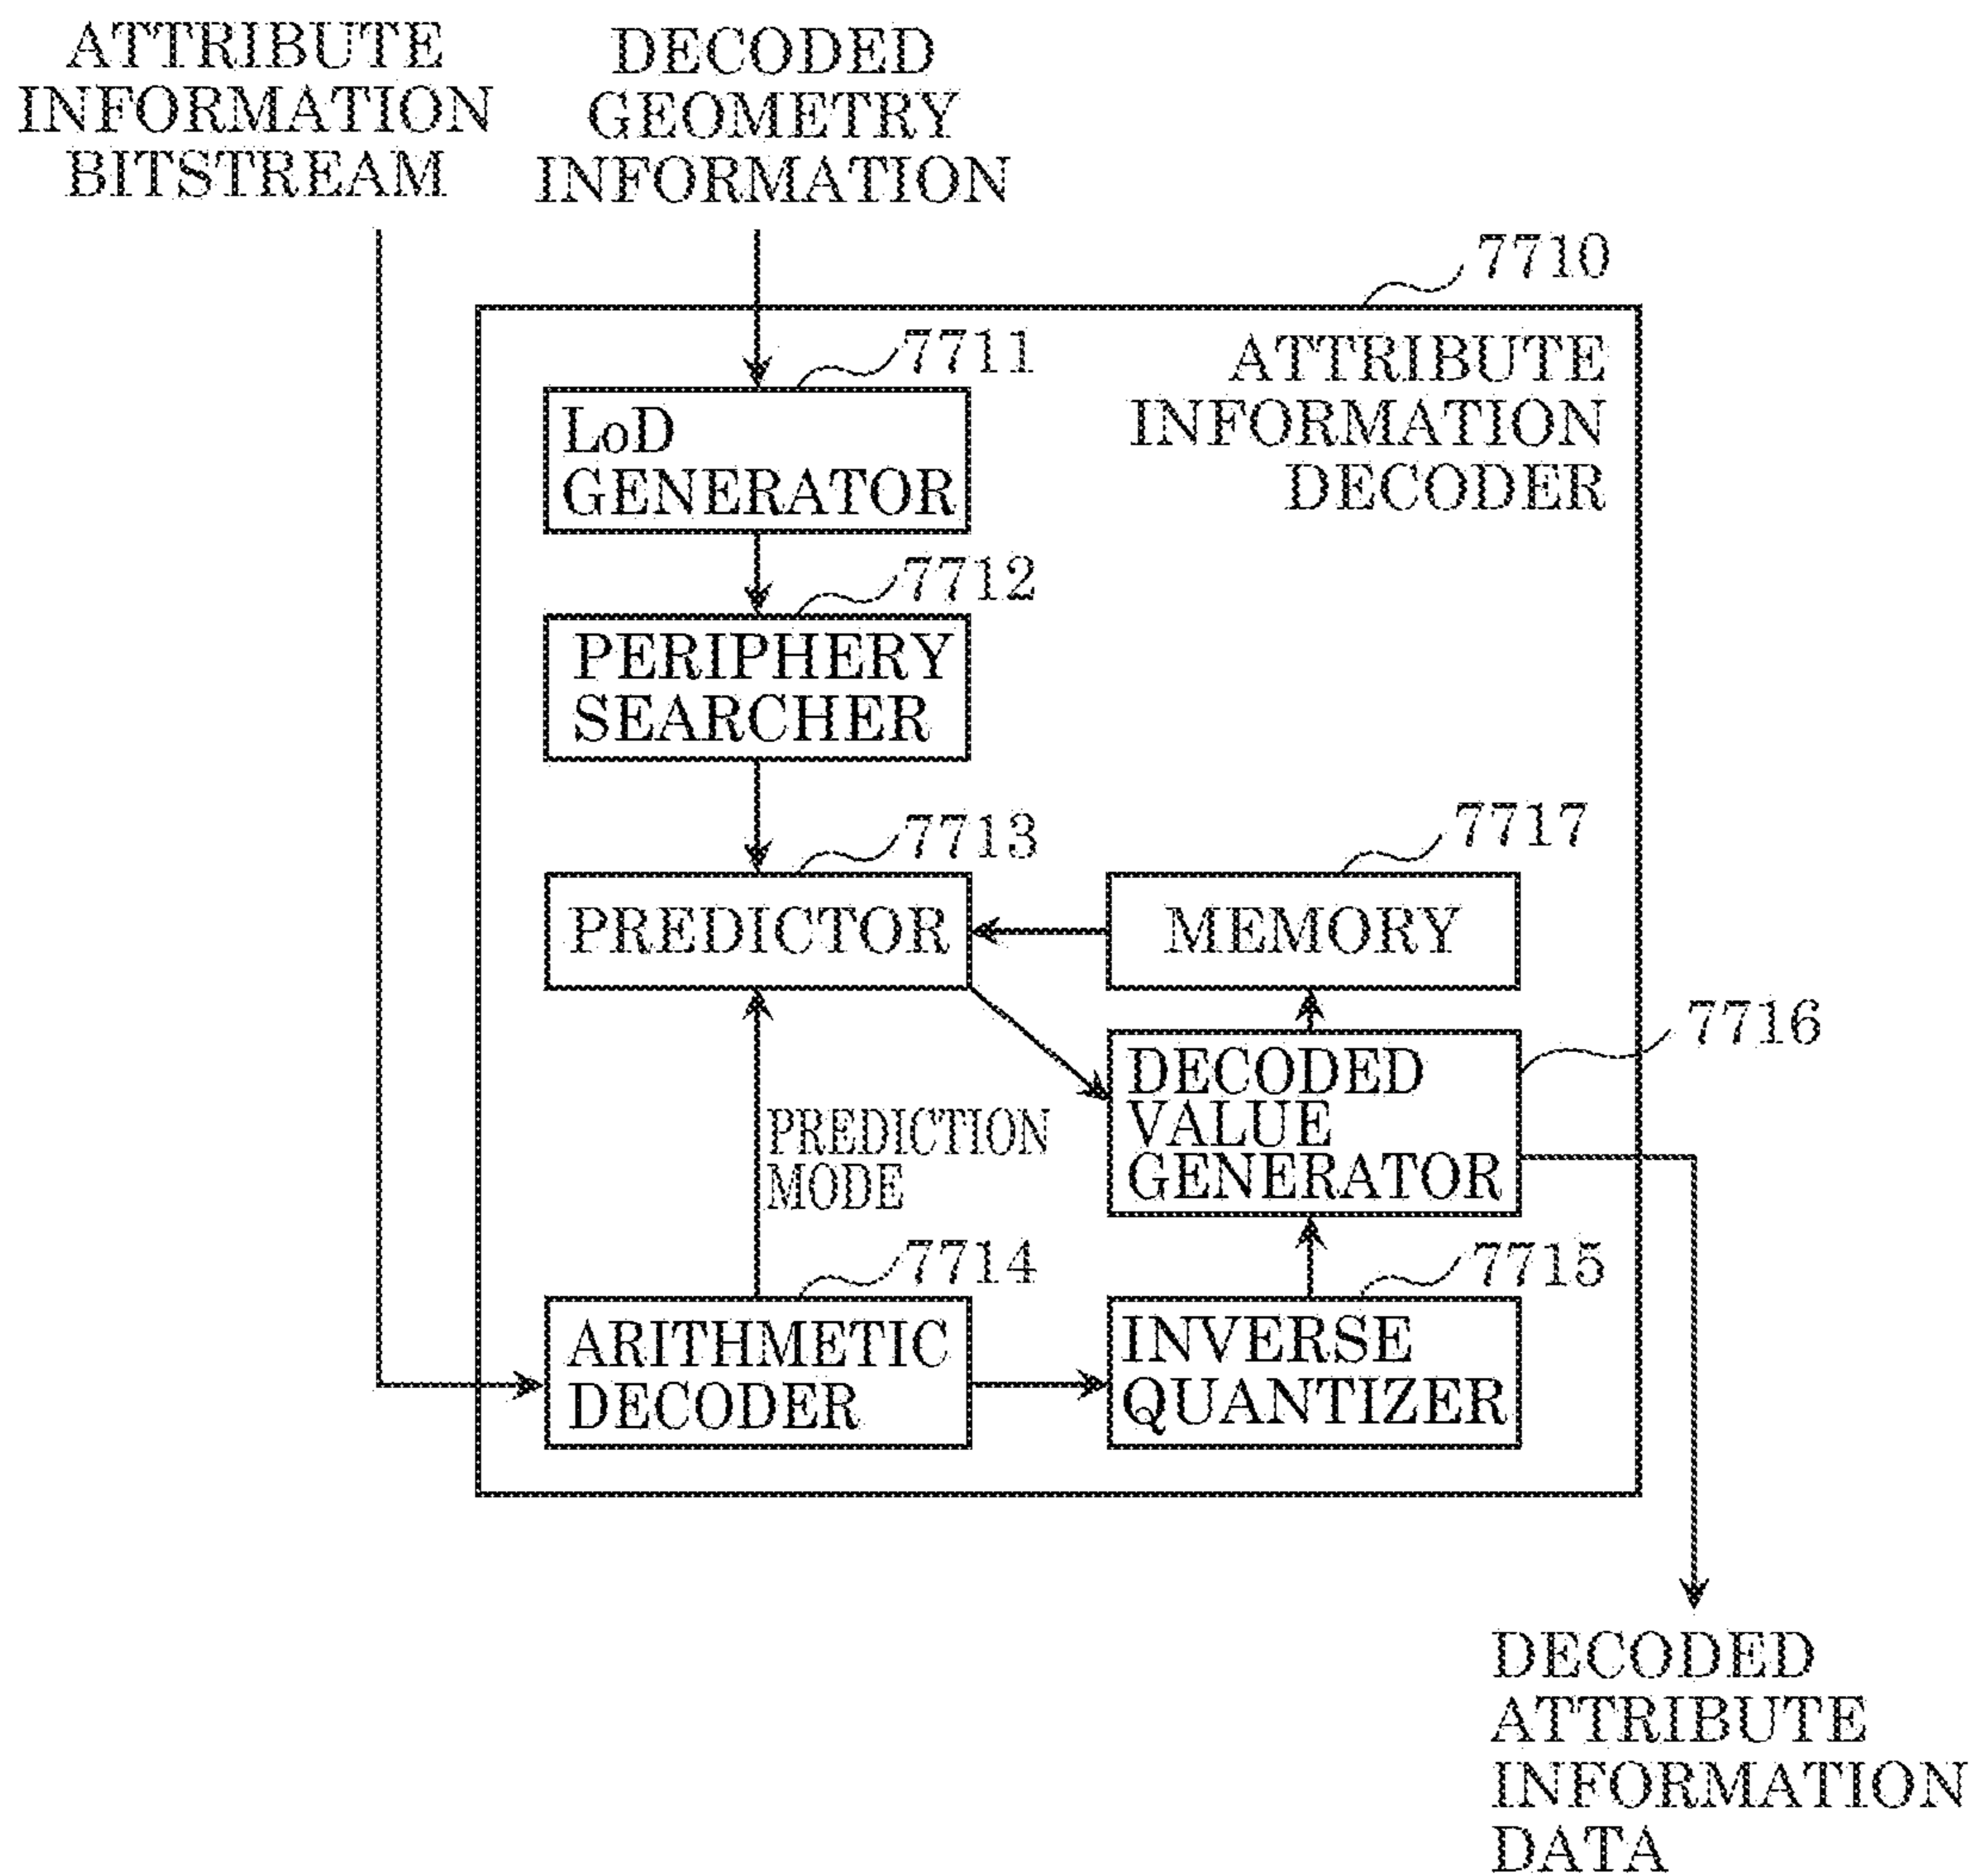 ATTRIBUTE
INFORMATION
BITSTREAM
DECODED
GEOMETRY
INFORMATION
7710
ATTRIBUTE
INFORMATION
DECODER
7711
LoD
GENERATOR
7712
PERIPHERY
SEARCHER
7713
PREDICTOR
7717
MEMORY
7716
DECODED
VALUE
GENERATOR
PREDICTION
MODE
7714
ARITHMETIC
DECODER
7715
INVERSE
QUANTIZER
DECODED
ATTRIBUTE
INFORMATION
DATA